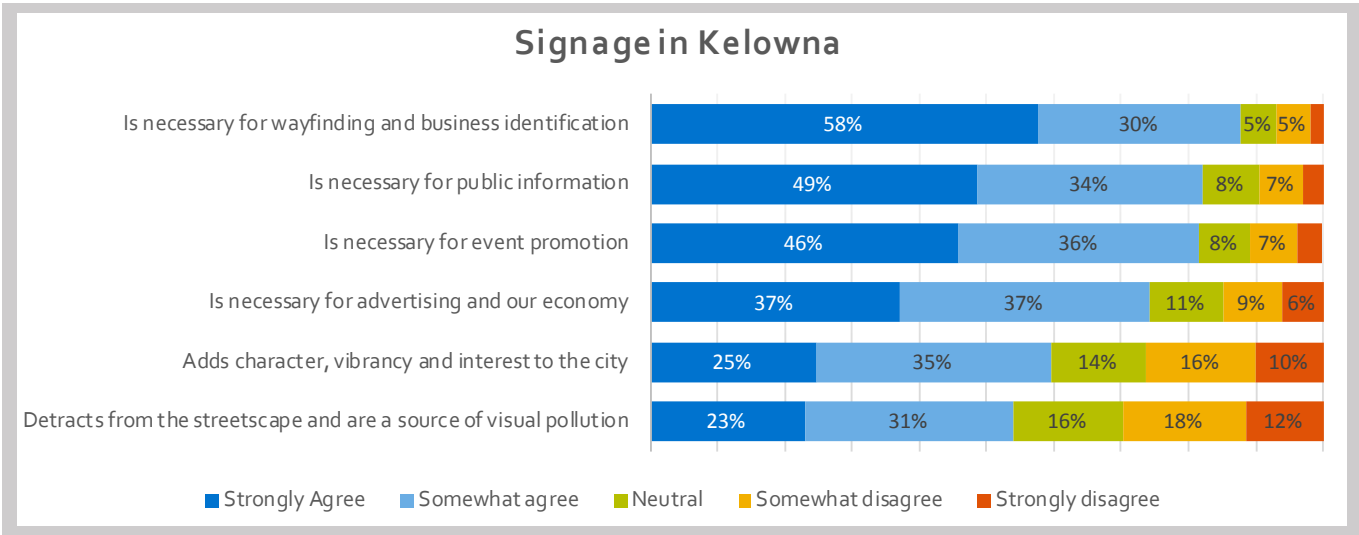 Signage in Kelowna
Is necessary for wayfinding and business identification 58% 30% 5% 5%
Is necessary for public information 49% 34% 8% 7%
Is necessary for event promotion 46% 36% 8% 7%
Is necessary for advertising and our economy 37% 37% 11% 9% 6%
Adds character, vibrancy and interest to the city 25% 35% 14% 16% 10%
Detracts from the streetscape and are a source of visual pollution 23% 31% 16% 18% 12%
Strongly Agree Somewhat agree Neutral Somewhat disagree Strongly disagree